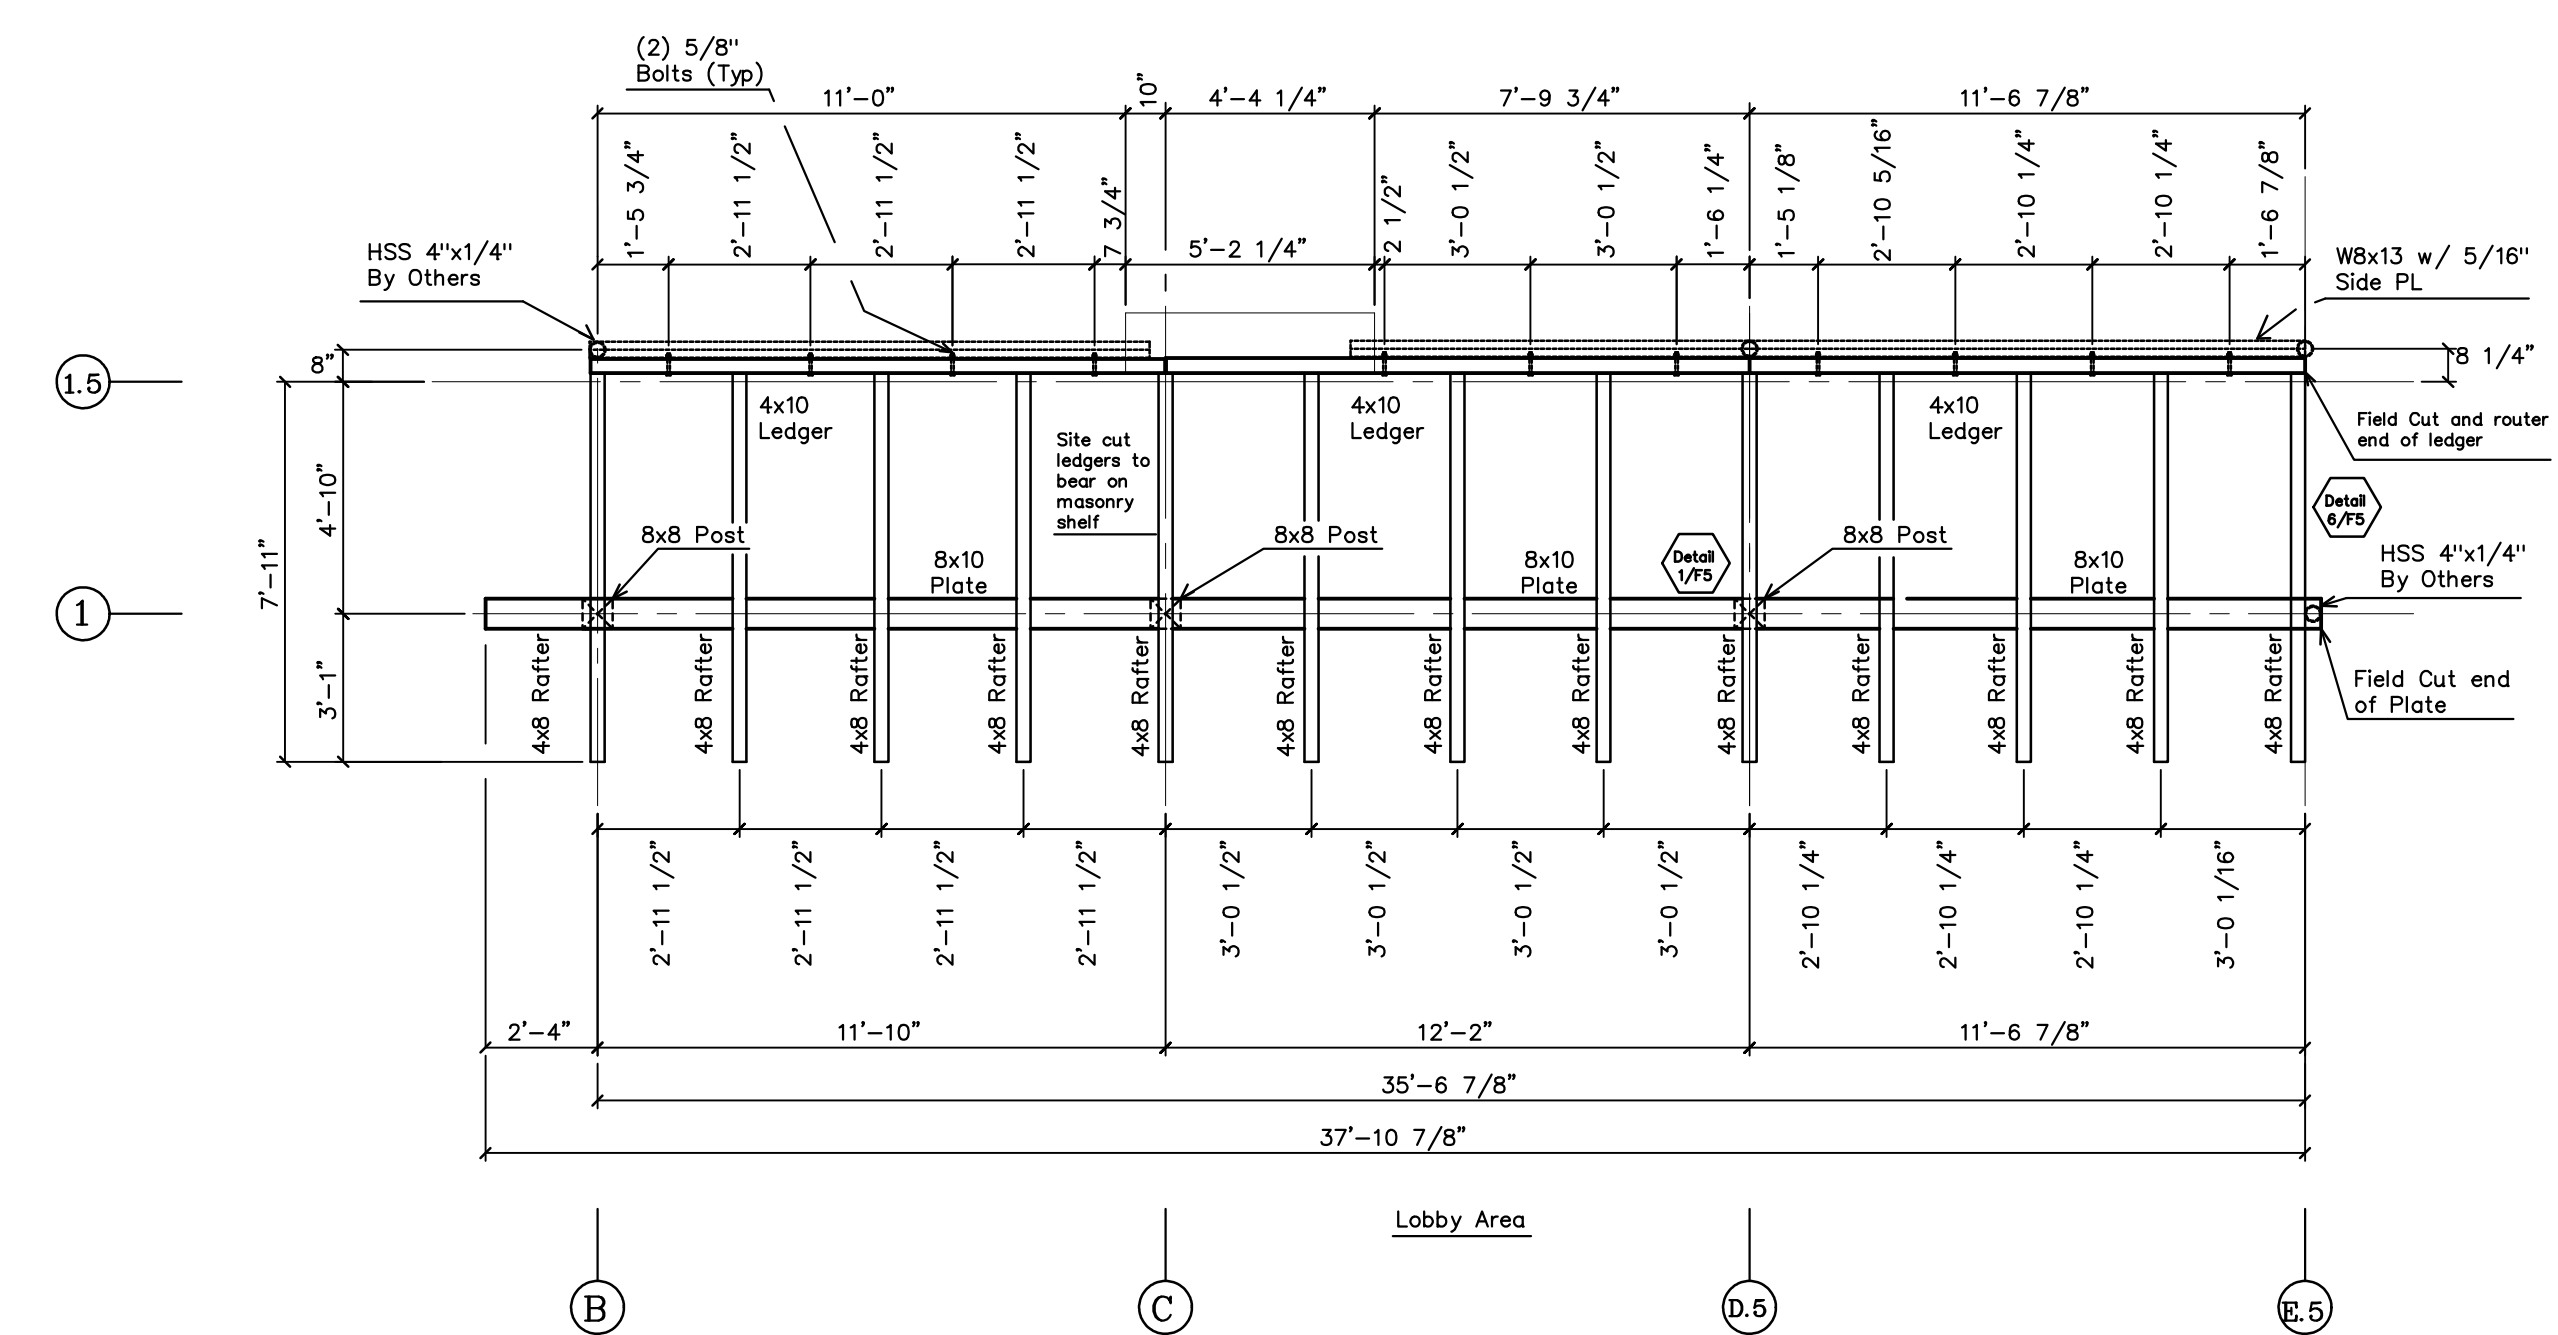 (2) 5/8"
Bolts (Typ)
11'-0"
10"
4'-4 1/4"
7'-9 3/4"
11'-6 7/8"
1'-5 3/4"
2'-11 1/2"
2'-11 1/2"
2'-11 1/2"
7 3/4"
5'-2 1/4"
2 1/2"
3'-0 1/2"
3'-0 1/2"
1'-6 1/4"
1'-5 1/8"
2'-10 5/16"
2'-10 1/4"
2'-10 1/4"
1'-6 7/8"
HSS 4"x1/4"
By Others
W8x13 w/ 5/16"
Side PL
1.5
8"
8 1/4"
4x10
Ledger
4x10
Ledger
4x10
Ledger
Field Cut and router
end of ledger
Site cut
ledgers to
bear on
masonry
shelf
4'-10"
7'-11"
3'-1"
8x8 Post
8x8 Post
8x8 Post
8x10
Plate
8x10
Plate
8x10
Plate
Detail
1/F5
Detail
6/F5
HSS 4"x1/4"
By Others
1
4x8 Rafter
4x8 Rafter
4x8 Rafter
4x8 Rafter
4x8 Rafter
4x8 Rafter
4x8 Rafter
4x8 Rafter
4x8 Rafter
4x8 Rafter
4x8 Rafter
4x8 Rafter
4x8 Rafter
Field Cut end
of Plate
2'-11 1/2"
2'-11 1/2"
2'-11 1/2"
2'-11 1/2"
3'-0 1/2"
3'-0 1/2"
3'-0 1/2"
3'-0 1/2"
2'-10 1/4"
2'-10 1/4"
2'-10 1/4"
3'-0 1/16"
2'-4"
11'-10"
12'-2"
11'-6 7/8"
35'-6 7/8"
37'-10 7/8"
Lobby Area
B
C
D.5
E.5